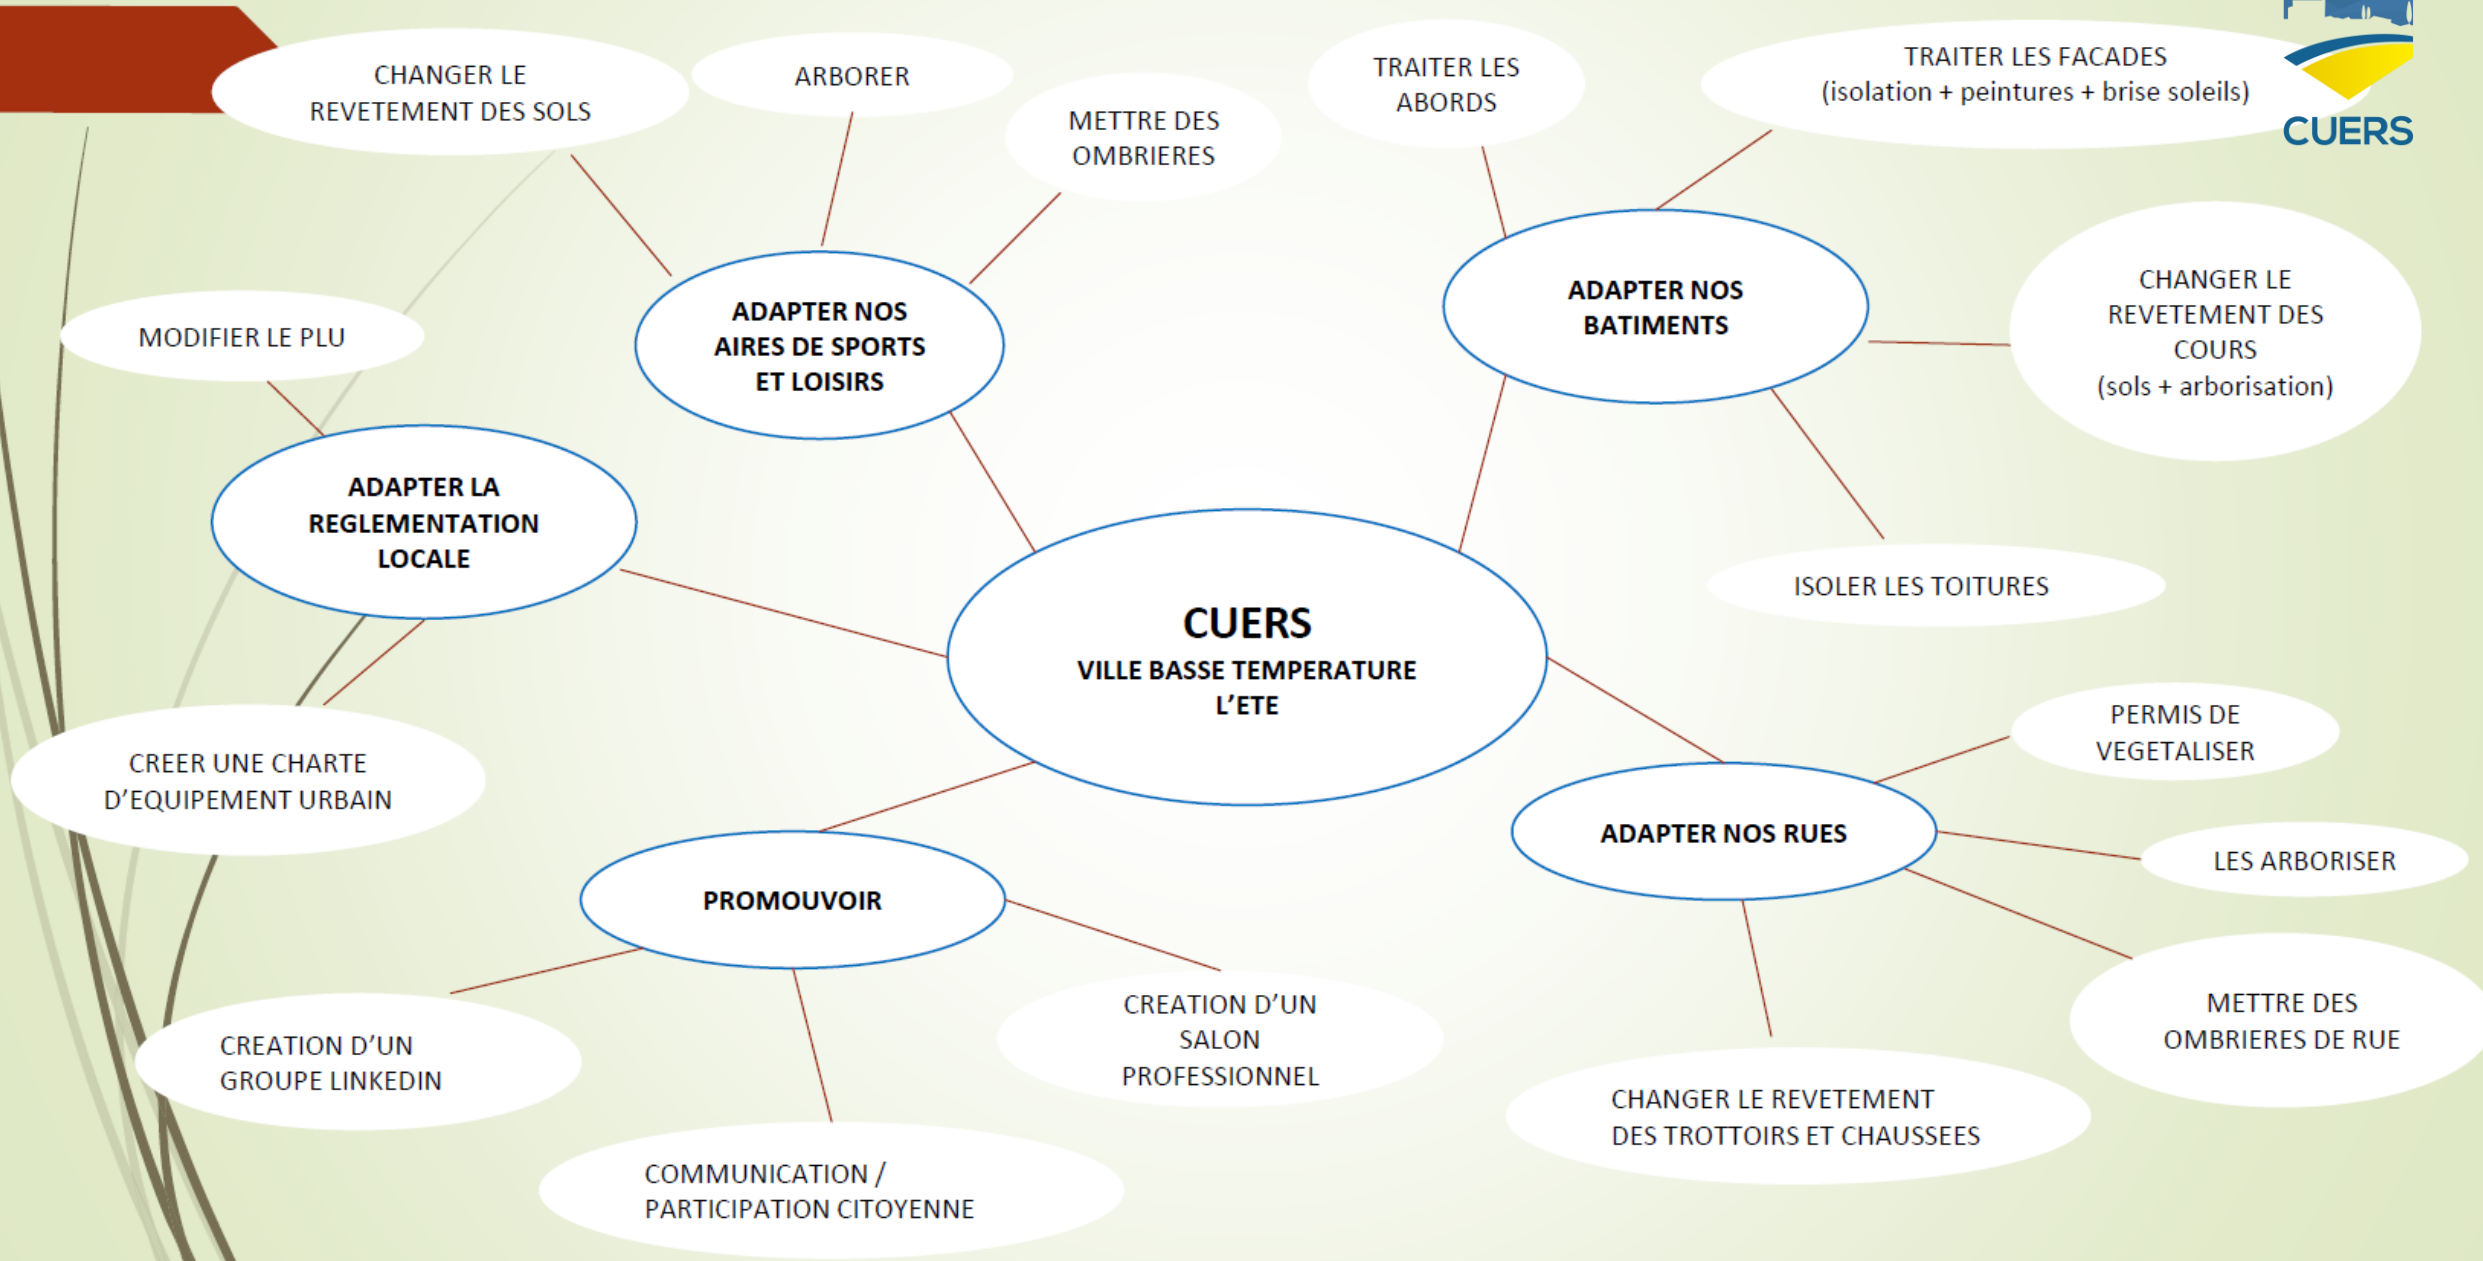 CHANGER LE
REVETEMENT DES SOLS
ARBORER
METTRE DES
OMBRIERES
TRAITER LES
ABORDS
TRAITER LES FACADES
(isolation + peintures + brise soleils)
CUERS
CHANGER LE
REVETEMENT DES
COURS
(sols + arborisation)
ADAPTER NOS
BATIMENTS
ADAPTER NOS
AIRES DE SPORTS
ET LOISIRS
MODIFIER LE PLU
ADAPTER LA
REGLEMENTATION
LOCALE
ISOLER LES TOITURES
CUERS
VILLE BASSE TEMPERATURE
L’ETE
PERMIS DE
VEGETALISER
CREER UNE CHARTE
D’EQUIPEMENT URBAIN
ADAPTER NOS RUES
LES ARBORISER
PROMOUVOIR
METTRE DES
OMBRIERES DE RUE
CREATION D’UN
SALON
PROFESSIONNEL
CREATION D’UN
GROUPE LINKEDIN
CHANGER LE REVETEMENT
DES TROTTOIRS ET CHAUSSEES
COMMUNICATION /
PARTICIPATION CITOYENNE